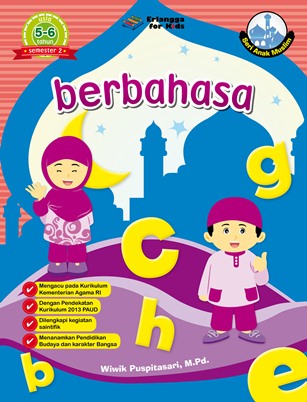 usia
5-6
tahun
semester 2
Erlangga
for Kids
Seri Anak Muslim
berbahasa
g
c
h
b
e
Mengacu pada Kurikulum
Kementerian Agama RI
Dengan Pendekatan
Kurikulum 2013 PAUD
Dilengkapi kegiatan
saintifik
Menanamkan Pendidikan
Budaya dan karakter Bangsa
Wiwik Puspitasari, M.Pd.